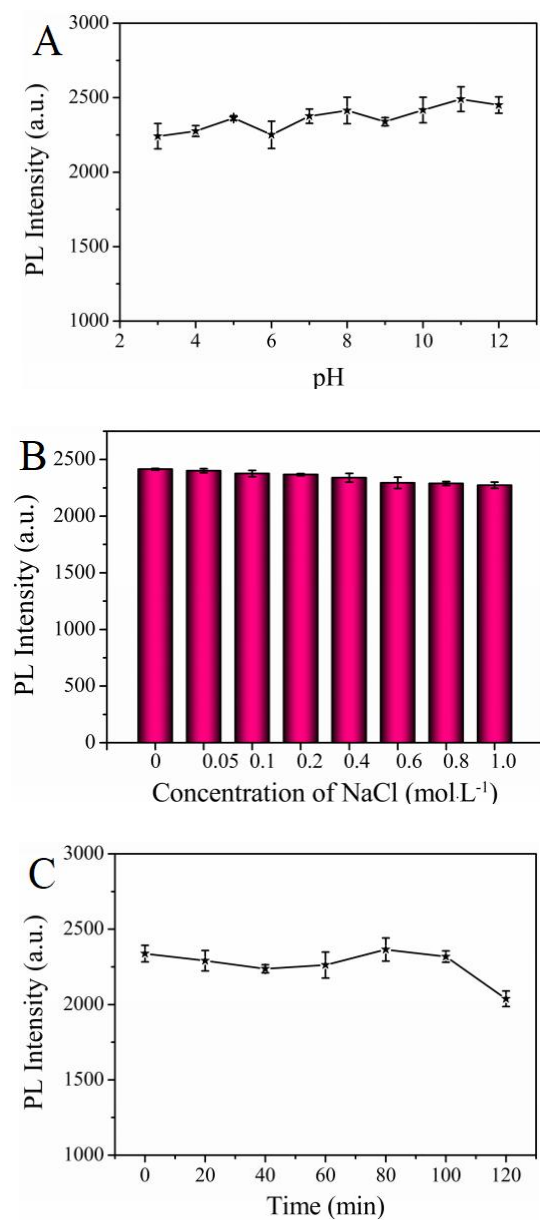 A
3000
2500
2000
1500
1000
PL Intensity (a.u.)
2 4 6 8 10 12
pH
B
2500
2000
1500
1000
500
0
PL Intensity (a.u.)
0 0.05 0.1 0.2 0.4 0.6 0.8 1.0
Concentration of NaCl (mol·L⁻¹)
C
3000
2500
2000
1500
1000
PL Intensity (a.u.)
0 20 40 60 80 100 120
Time (min)